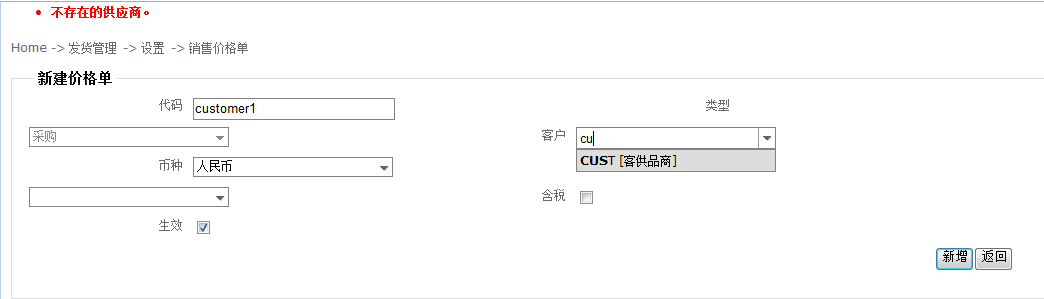 不存在的供应商。
Home -> 发货管理 -> 设置 -> 销售价格单
新建价格单
代码 customer1 类型
采购 客户 cu
CUST [客供品商]
币种 人民币
含税
生效
新增 返回